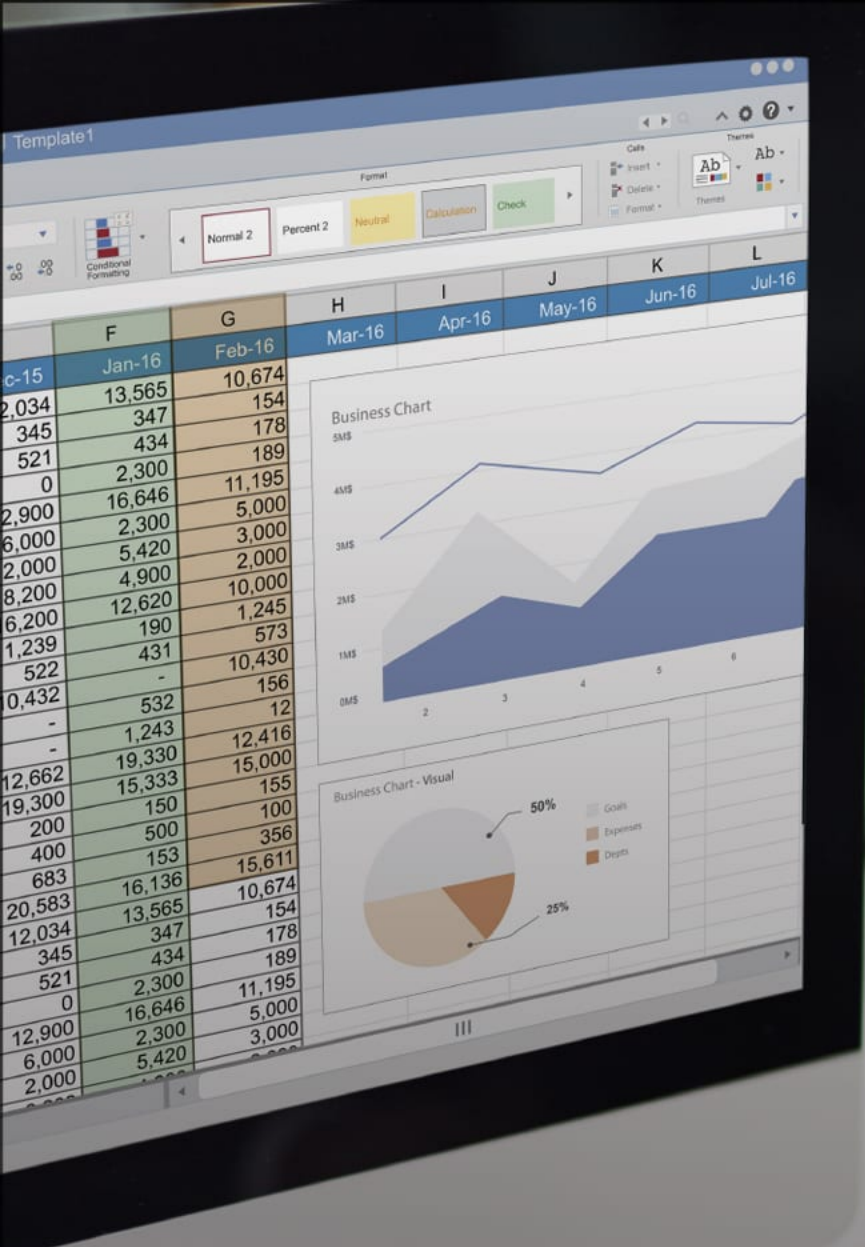 Template1
Format
Cells
Themes
Conditional Formatting
Normal 2
Percent 2
Neutral
Calculation
Check
Insert
Delete
Format
Ab
Ab
Themes
F G H I J K L
c-15 Jan-16 Feb-16 Mar-16 Apr-16 May-16 Jun-16 Jul-16
2,034 13,565 10,674
345 347 154
521 434 178
0 2,300 189
2,900 16,646 11,195
6,000 2,300 5,000
2,000 5,420 3,000
8,200 4,900 2,000
6,200 12,620 10,000
1,239 190 1,245
522 431 573
10,432 - 10,430
- 532 156
- 1,243 12
12,662 19,330 12,416
19,300 15,333 15,000
200 150 155
400 500 100
683 153 356
20,583 16,136 15,611
12,034 13,565 10,674
345 347 154
521 434 178
0 2,300 189
12,900 16,646 11,195
6,000 2,300 5,000
2,000 5,420 3,000
Business Chart
5M$
4M$
3M$
2M$
1M$
0M$
2 3 4 5 6
Business Chart - Visual
50%
25%
Goals
Expenses
Depts